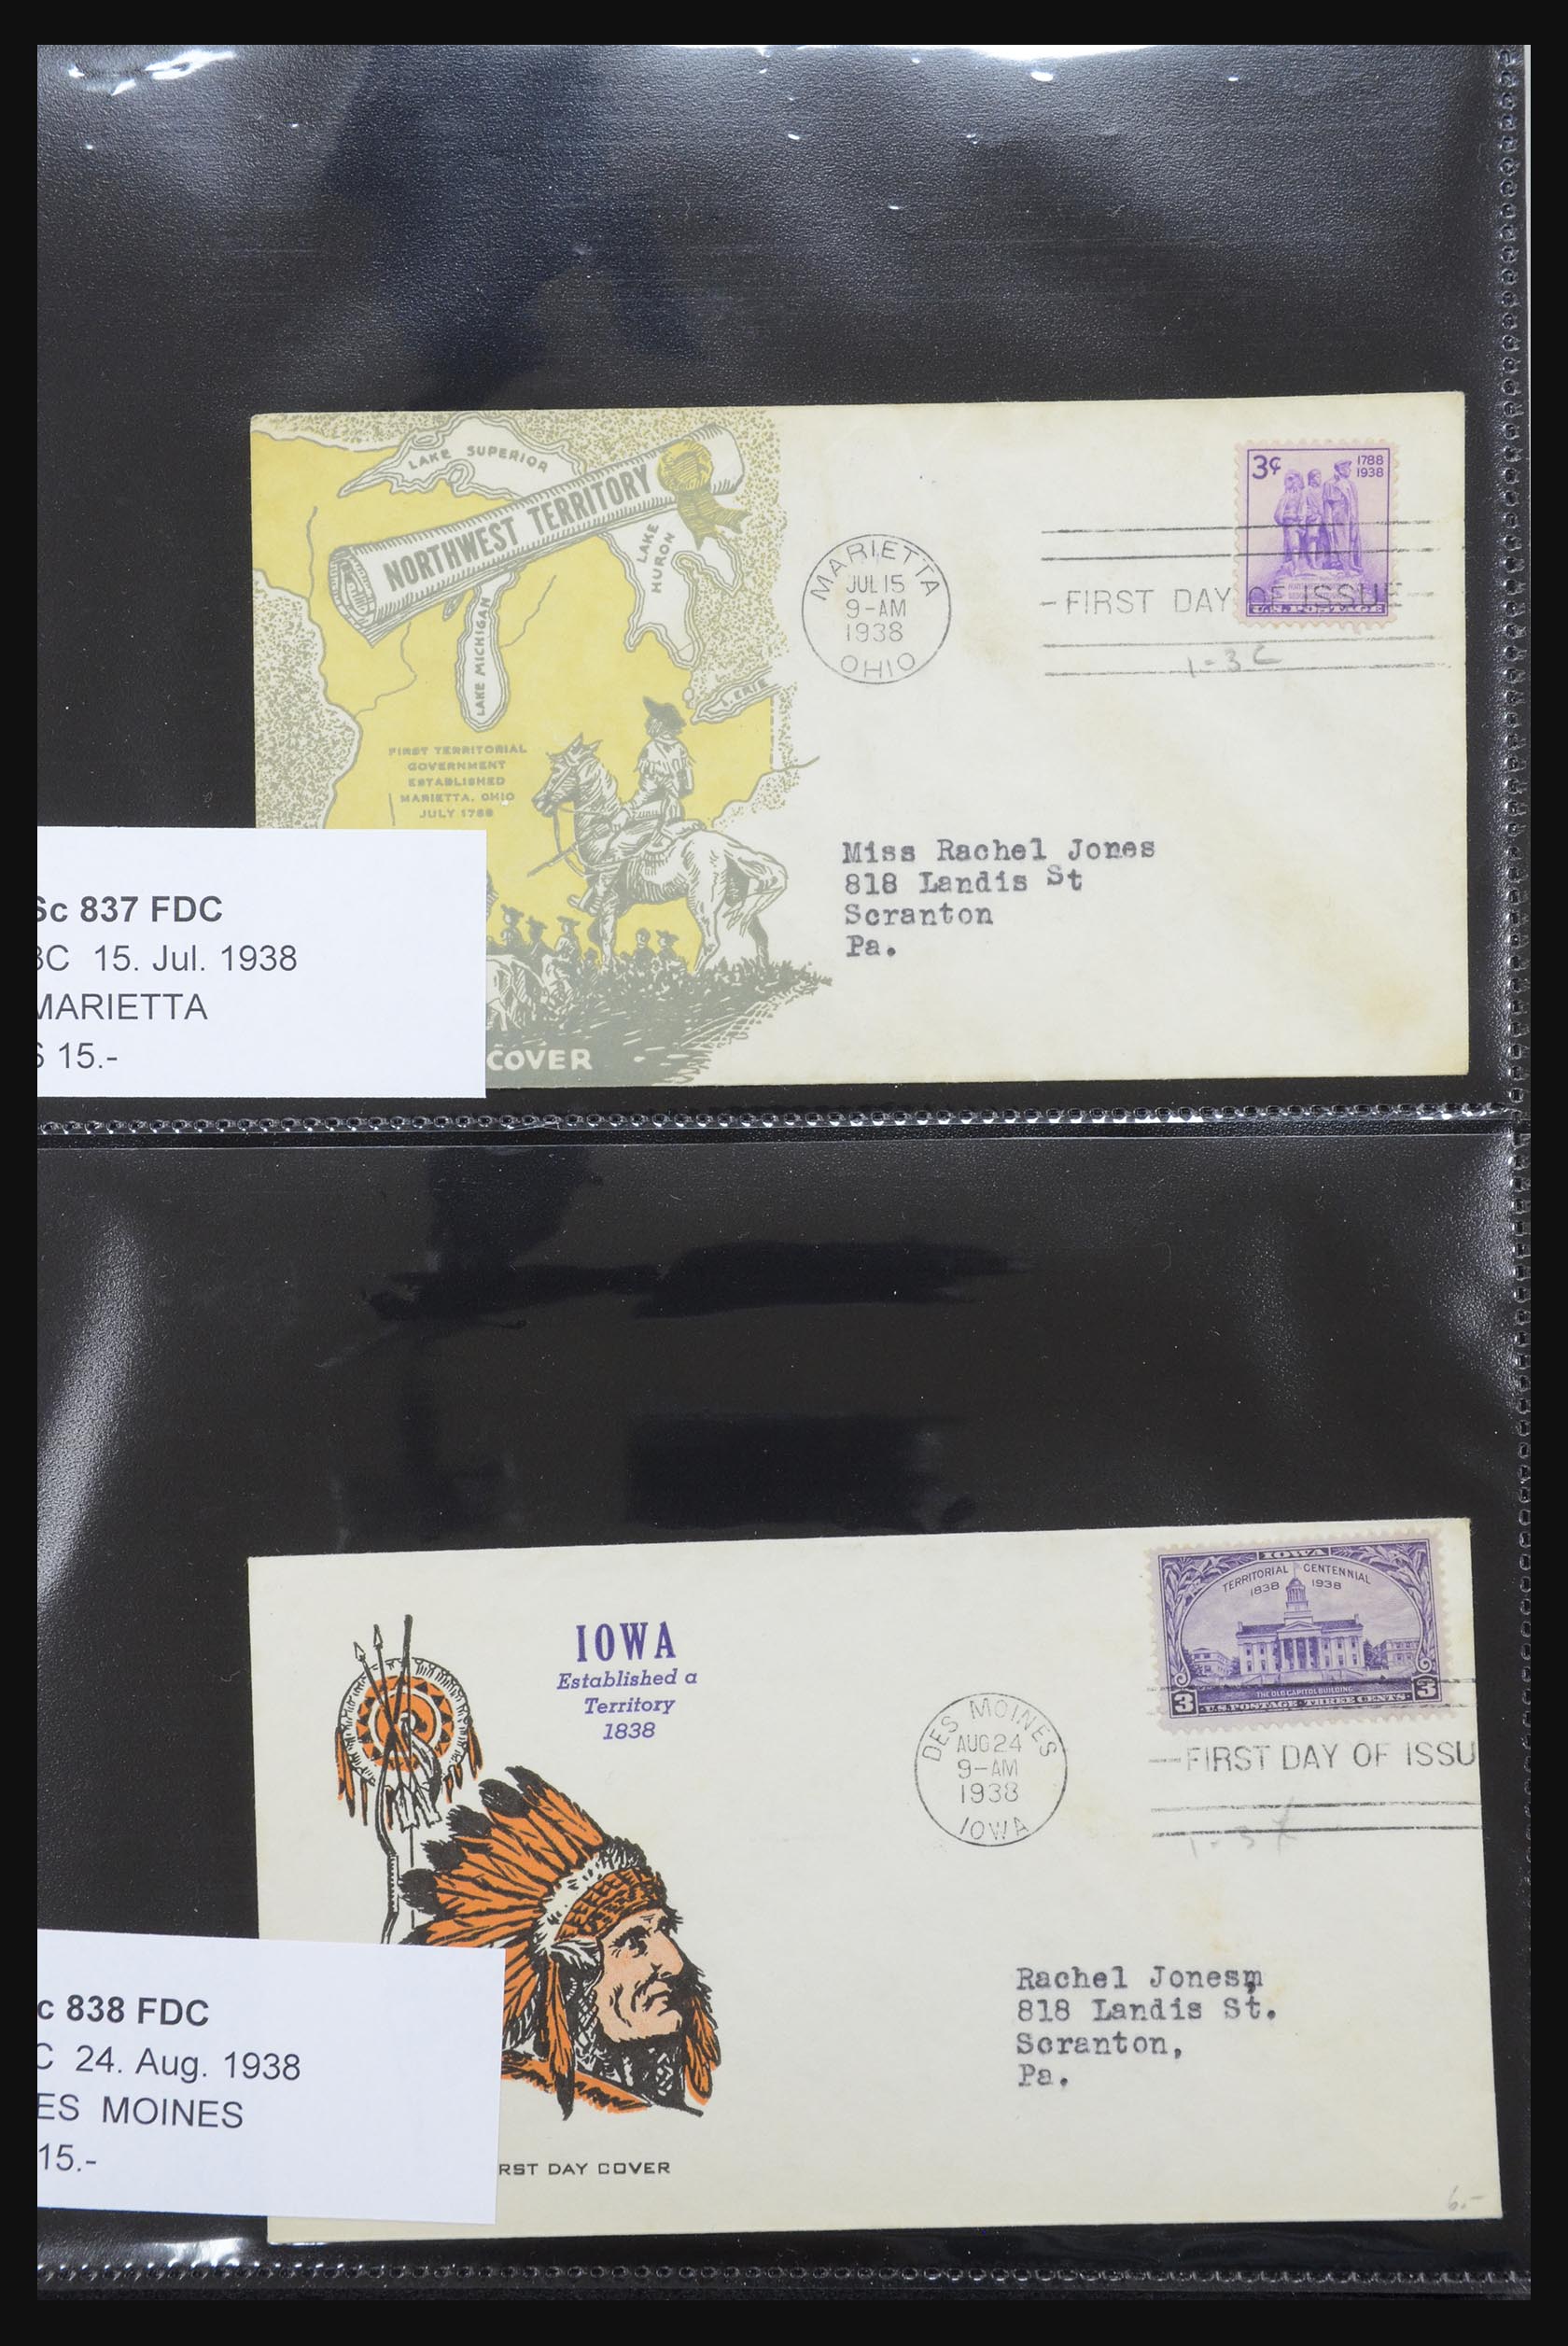 LAKE SUPERIOR
NORTHWEST TERRITORY
LAKE HURON
LAKE MICHIGAN
L. ERIE
FIRST TERRITORIAL
GOVERNMENT
ESTABLISHED
MARIETTA, OHIO
JULY 1788
COVER
MARIETTA
JUL 15
9-AM
1938
OHIO
3¢
1788
1938
U.S. POSTAGE
-FIRST DAY OF ISSUE-
1-3c
Miss Rachel Jones
818 Landis St
Scranton
Pa.
Sc 837 FDC
3C 15. Jul. 1938
MARIETTA
15.-
IOWA
Established a
Territory
1838
IOWA
TERRITORIAL CENTENNIAL
1838 1938
THE OLD CAPITOL BUILDING
3 U.S. POSTAGE · THREE CENTS · 3
DES MOINES
AUG 24
9-AM
1938
IOWA
—FIRST DAY OF ISSU
Rachel Jonesm
818 Landis St.
Scranton,
Pa.
c 838 FDC
C 24. Aug. 1938
ES MOINES
15.-
RST DAY COVER
6.-